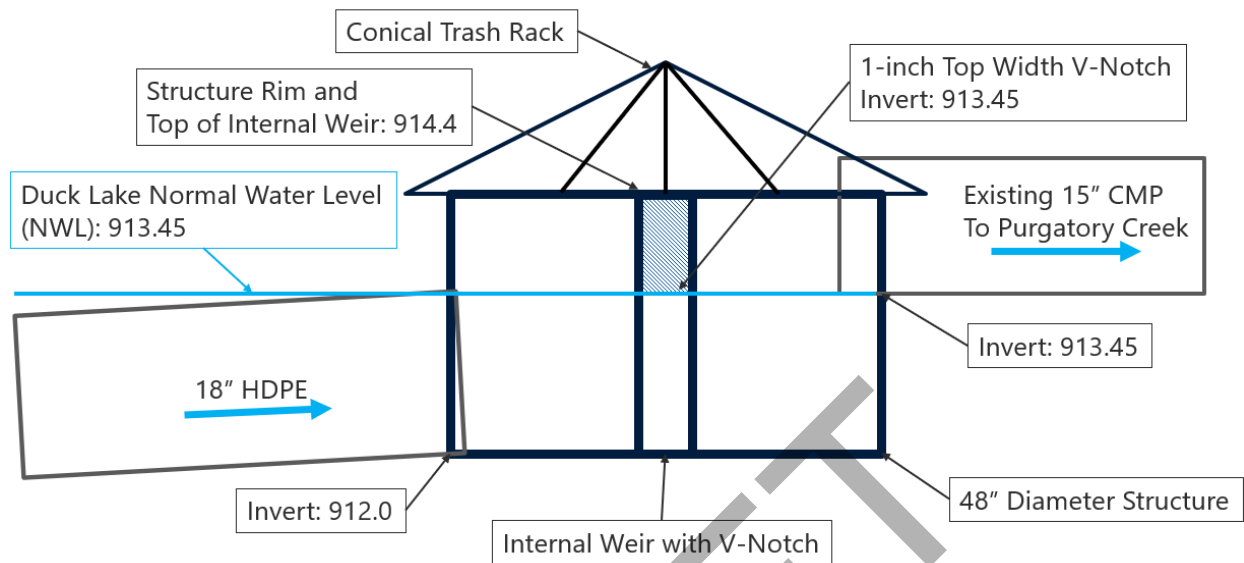 Conical Trash Rack
1-inch Top Width V-Notch
Invert: 913.45
Structure Rim and
Top of Internal Weir: 914.4
Duck Lake Normal Water Level
(NWL): 913.45
Existing 15” CMP
To Purgatory Creek
Invert: 913.45
18” HDPE
Invert: 912.0
48” Diameter Structure
Internal Weir with V-Notch